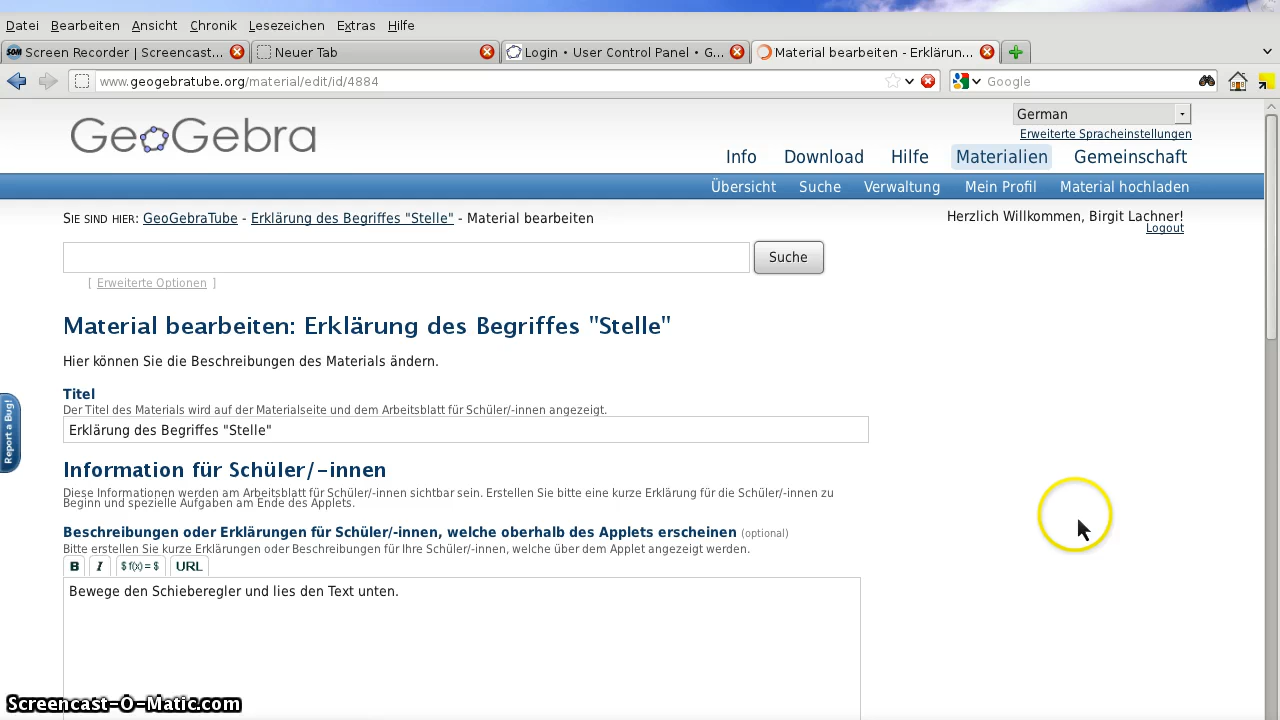 Datei Bearbeiten Ansicht Chronik Lesezeichen Extras Hilfe
Screen Recorder | Screencast... Neuer Tab Login • User Control Panel • G... Material bearbeiten - Erklärun...
www.geogebratube.org/material/edit/id/4884 Google
GeoGebra
German
Erweiterte Spracheinstellungen
Info Download Hilfe Materialien Gemeinschaft
Übersicht Suche Verwaltung Mein Profil Material hochladen
SIE SIND HIER: GeoGebraTube - Erklärung des Begriffes "Stelle" - Material bearbeiten
Herzlich Willkommen, Birgit Lachner!
Logout
Suche
[ Erweiterte Optionen ]
Material bearbeiten: Erklärung des Begriffes "Stelle"
Hier können Sie die Beschreibungen des Materials ändern.
Titel
Der Titel des Materials wird auf der Materialseite und dem Arbeitsblatt für Schüler/-innen angezeigt.
Erklärung des Begriffes "Stelle"
Report a Bug!
Information für Schüler/-innen
Diese Informationen werden am Arbeitsblatt für Schüler/-innen sichtbar sein. Erstellen Sie bitte eine kurze Erklärung für die Schüler/-innen zu
Beginn und spezielle Aufgaben am Ende des Applets.
Beschreibungen oder Erklärungen für Schüler/-innen, welche oberhalb des Applets erscheinen (optional)
Bitte erstellen Sie kurze Erklärungen oder Beschreibungen für Ihre Schüler/-innen, welche über dem Applet angezeigt werden.
B I $ f(x) = $ URL
Bewege den Schieberegler und lies den Text unten.
Screencast-O-Matic.com